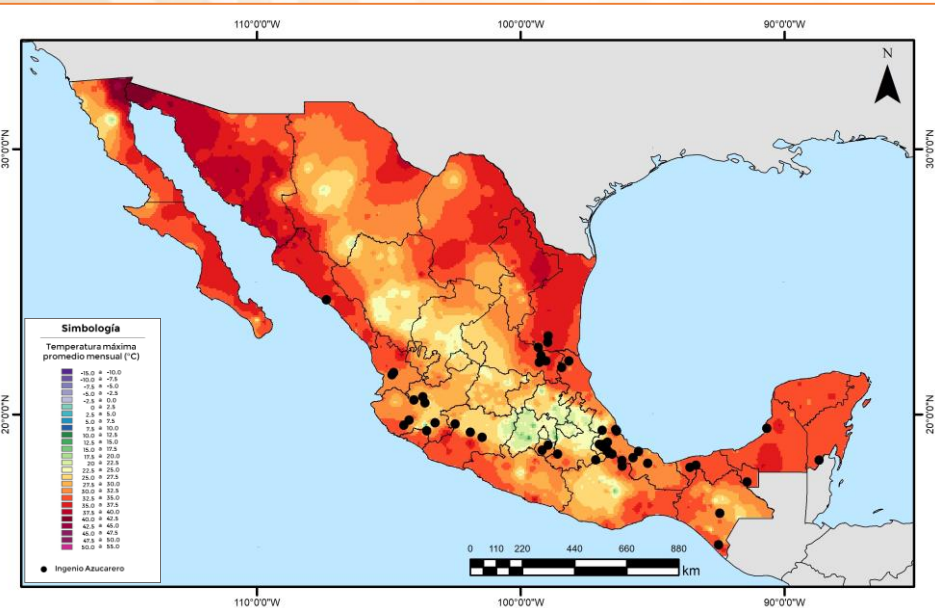 110°0'0"W 100°0'0"W 90°0'0"W
N
30°0'0"N 30°0'0"N
20°0'0"N 20°0'0"N
Simbología
Temperatura máxima
promedio mensual (°C)
-15.0 a -10.0
-10.0 a -7.5
-7.5 a -5.0
-5.0 a -2.5
-2.5 a 0.0
0 a 2.5
2.5 a 5.0
5.0 a 7.5
7.5 a 10.0
10.0 a 12.5
12.5 a 15.0
15.0 a 17.5
17.5 a 20.0
20 a 22.5
22.5 a 25.0
25.0 a 27.5
27.5 a 30.0
30.0 a 32.5
32.5 a 35.0
35.0 a 37.5
37.5 a 40.0
40.0 a 42.5
42.5 a 45.0
45.0 a 47.5
47.5 a 50.0
50.0 a 55.0
Ingenio Azucarero
0 110 220 440 660 880
km
110°0'0"W 100°0'0"W 90°0'0"W